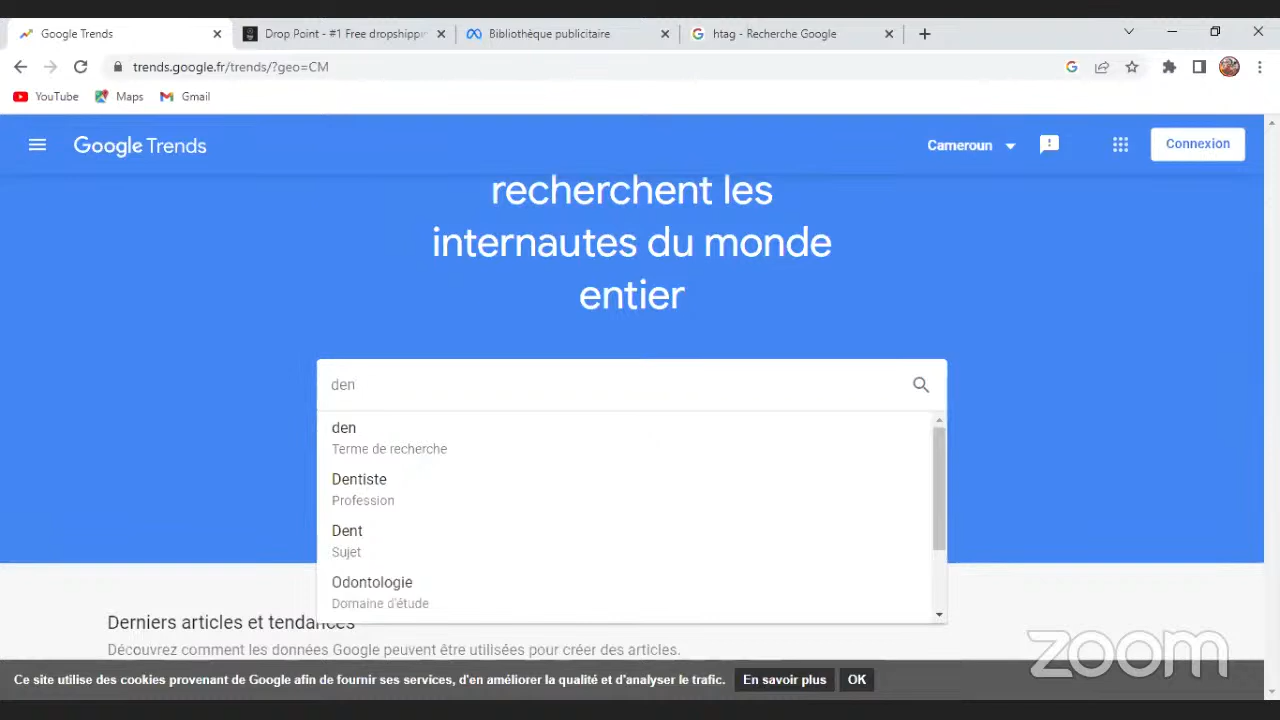 Google Trends
Drop Point - #1 Free dropshippin
Bibliothèque publicitaire
htag - Recherche Google
trends.google.fr/trends/?geo=CM
YouTube
Maps
Gmail
Google Trends
Cameroun
Connexion
recherchent les
internautes du monde
entier
den
den
Terme de recherche
Dentiste
Profession
Dent
Sujet
Odontologie
Domaine d'étude
Derniers articles et tendances
Découvrez comment les données Google peuvent être utilisées pour créer des articles.
zoom
Ce site utilise des cookies provenant de Google afin de fournir ses services, d'en améliorer la qualité et d'analyser le trafic.
En savoir plus
OK